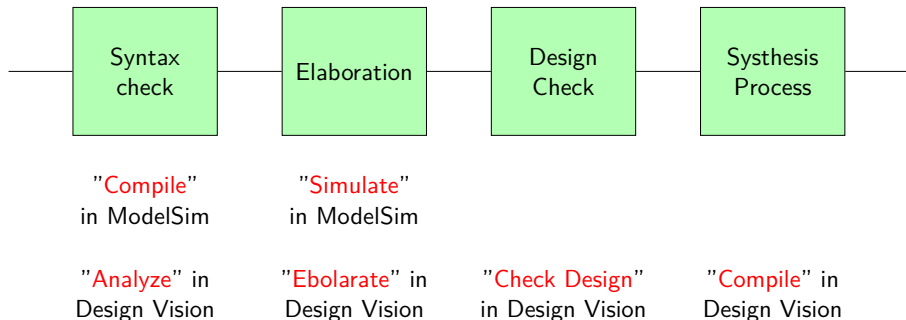 Syntax
check
Elaboration
Design
Check
Systhesis
Process
"Compile"
in ModelSim
"Simulate"
in ModelSim
"Analyze" in
Design Vision
"Ebolarate" in
Design Vision
"Check Design"
in Design Vision
"Compile" in
Design Vision